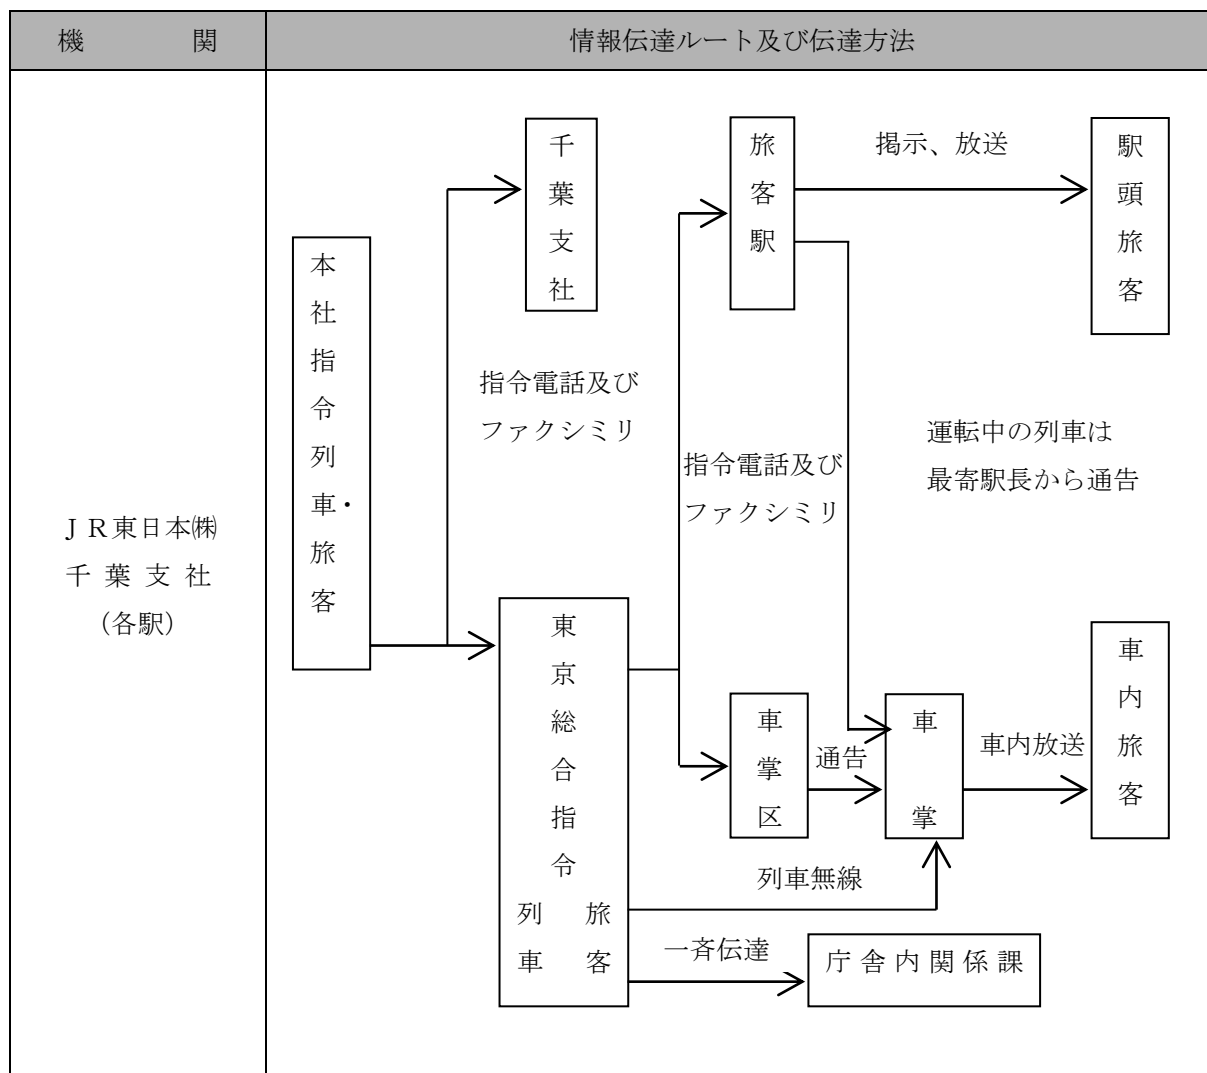 機関
情報伝達ルート及び伝達方法
ＪＲ東日本㈱
千葉支社
（各駅）
本社指令列車・旅客
千葉支社
指令電話及び
ファクシミリ
東京総合指令
列車
旅客
旅客駅
掲示、放送
駅頭旅客
指令電話及び
ファクシミリ
運転中の列車は
最寄駅長から通告
車掌区
通告
車掌
車内放送
車内旅客
列車無線
一斉伝達
庁舎内関係課